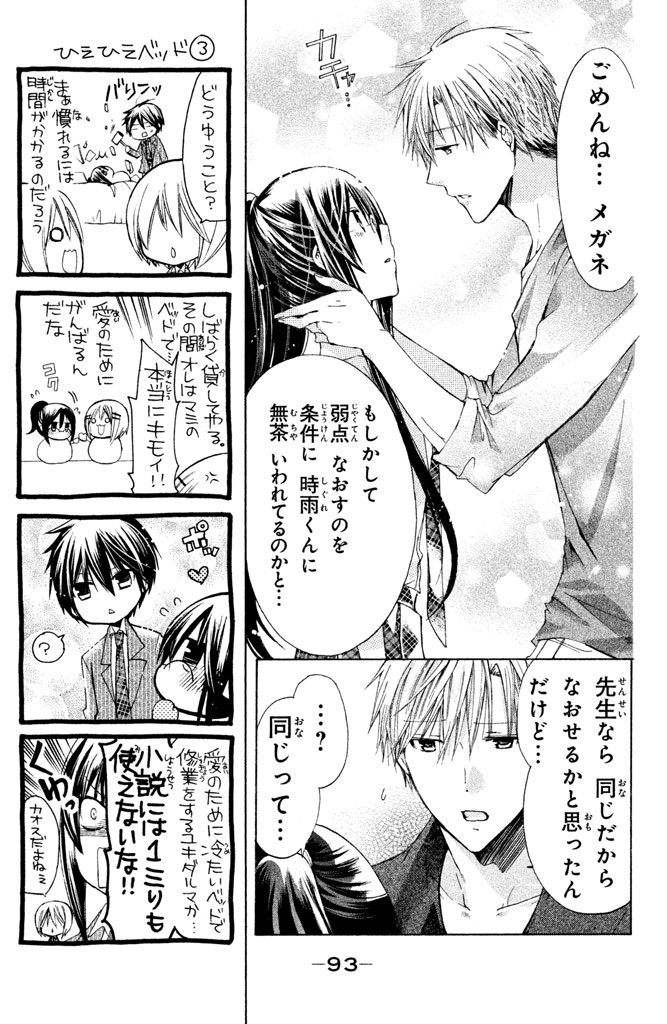 カチャ…
ごめんね…
メガネ
もしかして
弱点 なおすのを
条件に 時雨くんに
無茶 いわれてるのかと…
先生なら 同じだから
なおせるかと思ったん
だけど…
…?
同じって…
ひえひえベッド③
どうゆうこと?
バリンッ
まぁ慣れるには
時間がかかるのだろう
しばらく貸してやる。
その間オレはマミの
ベッドで…
本当にキモイ!!
愛のために
がんばるん
だな
コク
ポッ
?
愛のために冷たいベッドで
修業をするユキダルマか…
小説には1ミリも
使えないな!!
くわっ
カオスだよねぇ
—93—